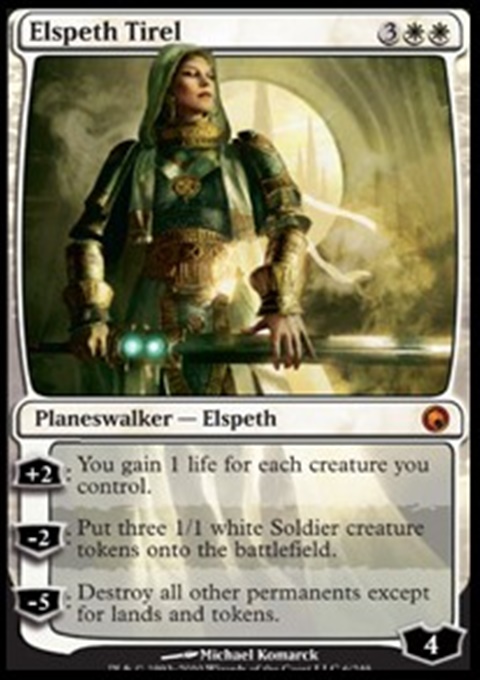 Elspeth Tirel 3
Planeswalker — Elspeth
+2 : You gain 1 life for each creature you
control.
-2 : Put three 1/1 white Soldier creature
tokens onto the battlefield.
-5 : Destroy all other permanents except
for lands and tokens.
Michael Komarck
4